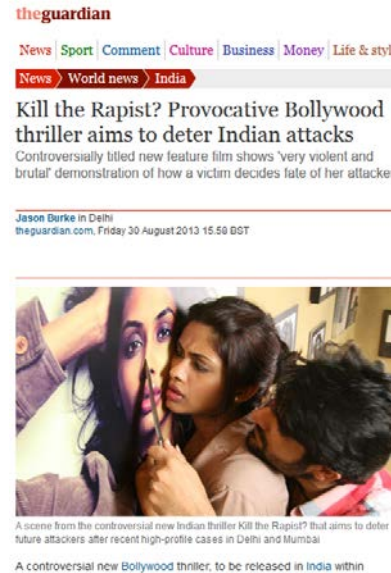 theguardian
News Sport Comment Culture Business Money Life & styl
News World news India
Kill the Rapist? Provocative Bollywood
thriller aims to deter Indian attacks
Controversially titled new feature film shows 'very violent and
brutal' demonstration of how a victim decides fate of her attacke
Jason Burke in Delhi
theguardian.com, Friday 30 August 2013 15.58 BST
A scene from the controversial new Indian thriller Kill the Rapist? that aims to deter
future attackers after recent high-profile cases in Delhi and Mumbai
A controversial new Bollywood thriller, to be released in India within